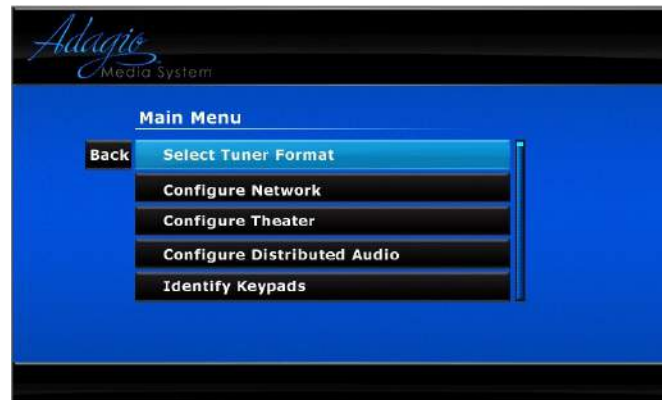 Adagio
Media System
Main Menu
Back
Select Tuner Format
Configure Network
Configure Theater
Configure Distributed Audio
Identify Keypads